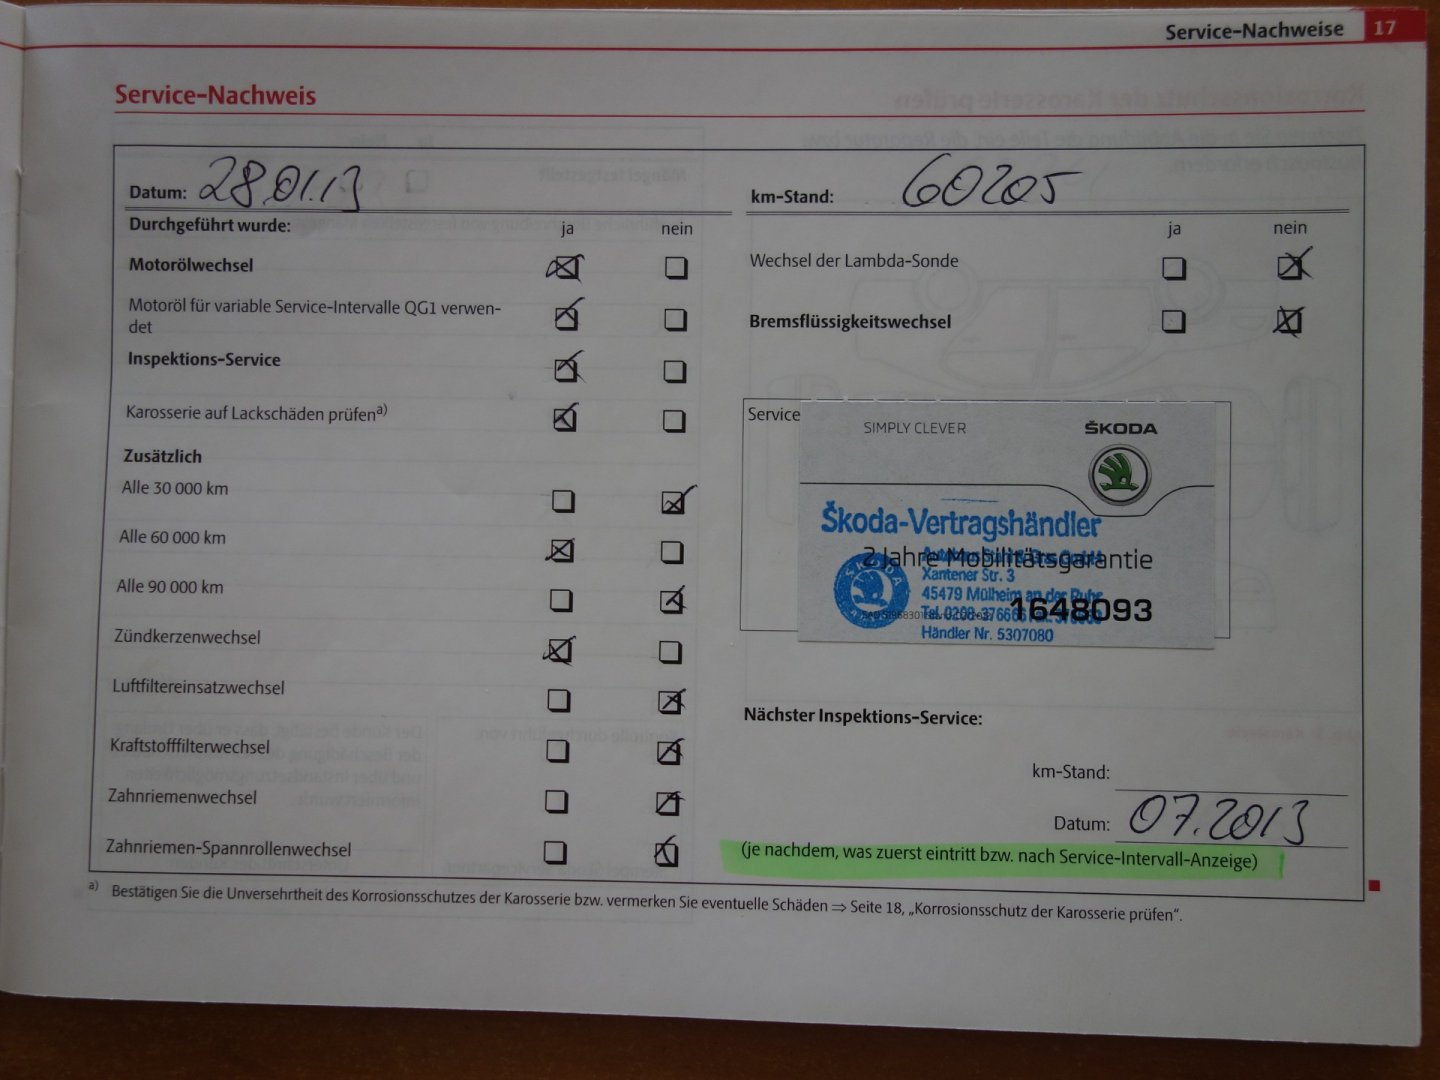 Service-Nachweise 17
Service-Nachweis
Datum: 28.01.13
Durchgeführt wurde: ja nein
Motorölwechsel
Motoröl für variable Service-Intervalle QG1 verwen-
det
Inspektions-Service
Karosserie auf Lackschäden prüfen a)
Zusätzlich
Alle 30 000 km
Alle 60 000 km
Alle 90 000 km
Zündkerzenwechsel
Luftfiltereinsatzwechsel
Kraftstofffilterwechsel
Zahnriemenwechsel
Zahnriemen-Spannrollenwechsel
km-Stand: 60205
ja nein
Wechsel der Lambda-Sonde
Bremsflüssigkeitswechsel
Service
SIMPLY CLEVER ŠKODA
Škoda-Vertragshändler
2 Jahre Mobilitätsgarantie
Xantener Str. 3
45479 Mülheim an der Ruhr
Tel. 0208-
1648093
Händler Nr. 5307080
SKODA
Nächster Inspektions-Service:
km-Stand:
Datum: 07.2013
(je nachdem, was zuerst eintritt bzw. nach Service-Intervall-Anzeige)
a) Bestätigen Sie die Unversehrtheit des Korrosionsschutzes der Karosserie bzw. vermerken Sie eventuelle Schäden ⇒ Seite 18, „Korrosionsschutz der Karosserie prüfen“.